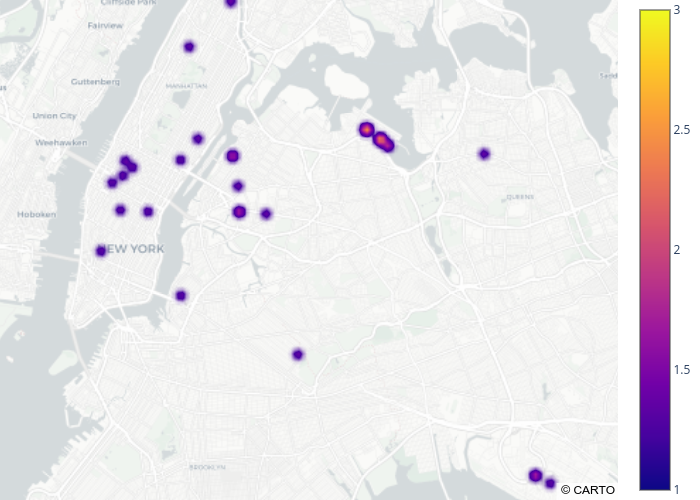 Cliffside Park
Fairview
Guttenberg
MANHATTAN
Union City
Weehawken
Hoboken
NEW YORK
QUEENS
BROOKLYN
3
2.5
2
1.5
1
© CARTO